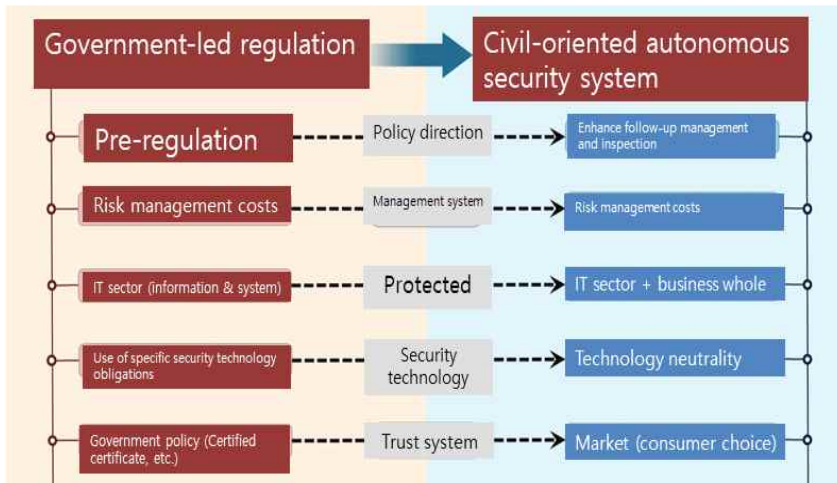 Government-led regulation
Civil-oriented autonomous
security system
Pre-regulation
Policy direction
Enhance follow-up management
and inspection
Risk management costs
Management system
Risk management costs
IT sector (information & system)
Protected
IT sector + business whole
Use of specific security technology
obligations
Security
technology
Technology neutrality
Government policy (Certified
certificate, etc.)
Trust system
Market (consumer choice)